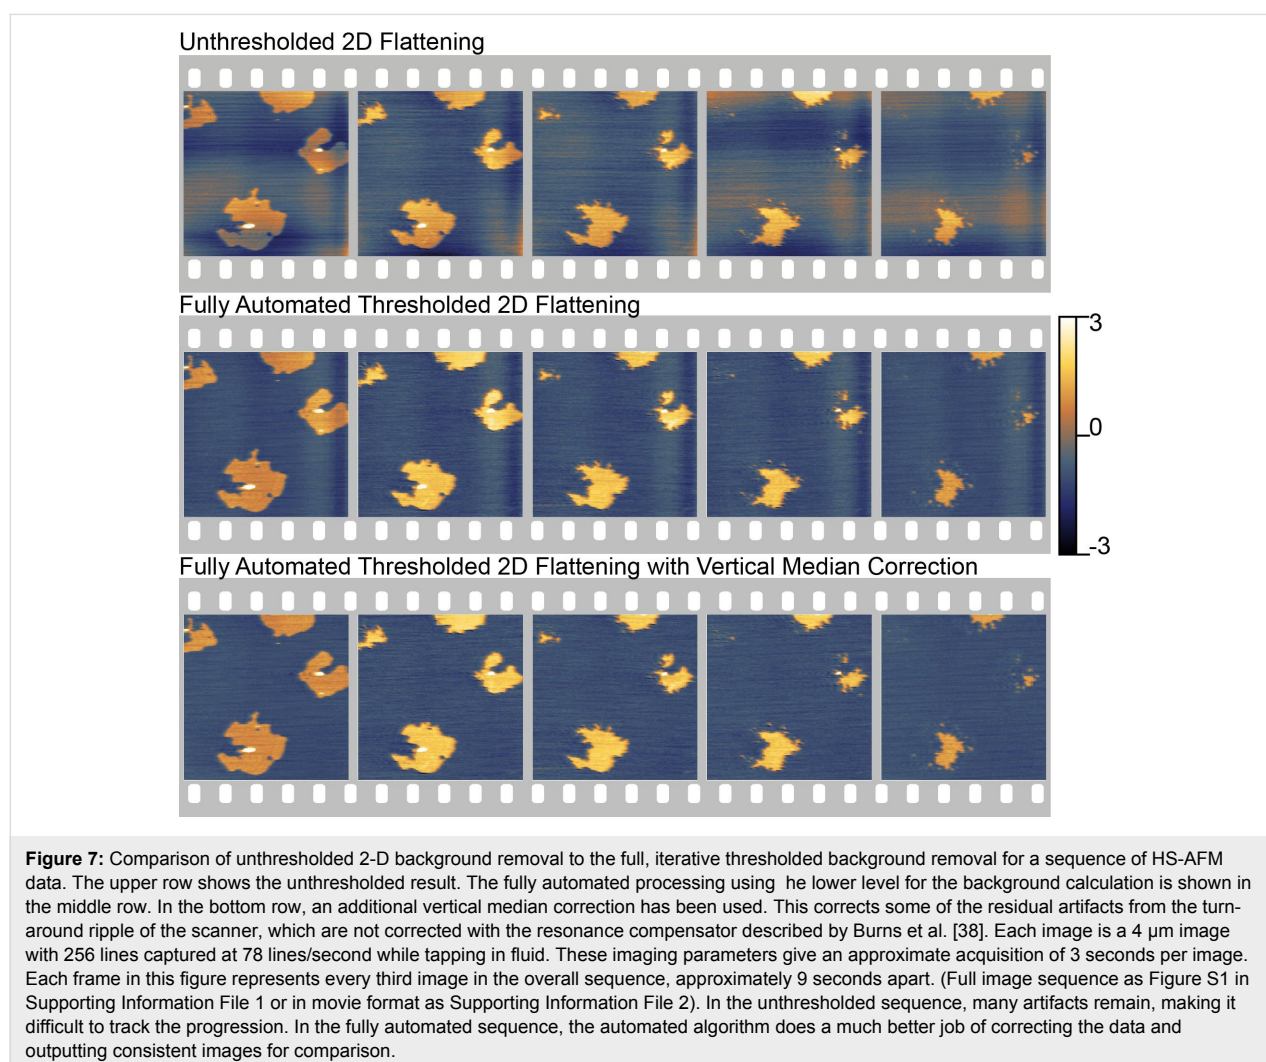 Unthresholded 2D Flattening
Fully Automated Thresholded 2D Flattening
3
0
-3
Fully Automated Thresholded 2D Flattening with Vertical Median Correction
Figure 7: Comparison of unthresholded 2-D background removal to the full, iterative thresholded background removal for a sequence of HS-AFM
data. The upper row shows the unthresholded result. The fully automated processing using  he lower level for the background calculation is shown in
the middle row. In the bottom row, an additional vertical median correction has been used. This corrects some of the residual artifacts from the turn-
around ripple of the scanner, which are not corrected with the resonance compensator described by Burns et al. [38]. Each image is a 4 µm image
with 256 lines captured at 78 lines/second while tapping in fluid. These imaging parameters give an approximate acquisition of 3 seconds per image.
Each frame in this figure represents every third image in the overall sequence, approximately 9 seconds apart. (Full image sequence as Figure S1 in
Supporting Information File 1 or in movie format as Supporting Information File 2). In the unthresholded sequence, many artifacts remain, making it
difficult to track the progression. In the fully automated sequence, the automated algorithm does a much better job of correcting the data and
outputting consistent images for comparison.